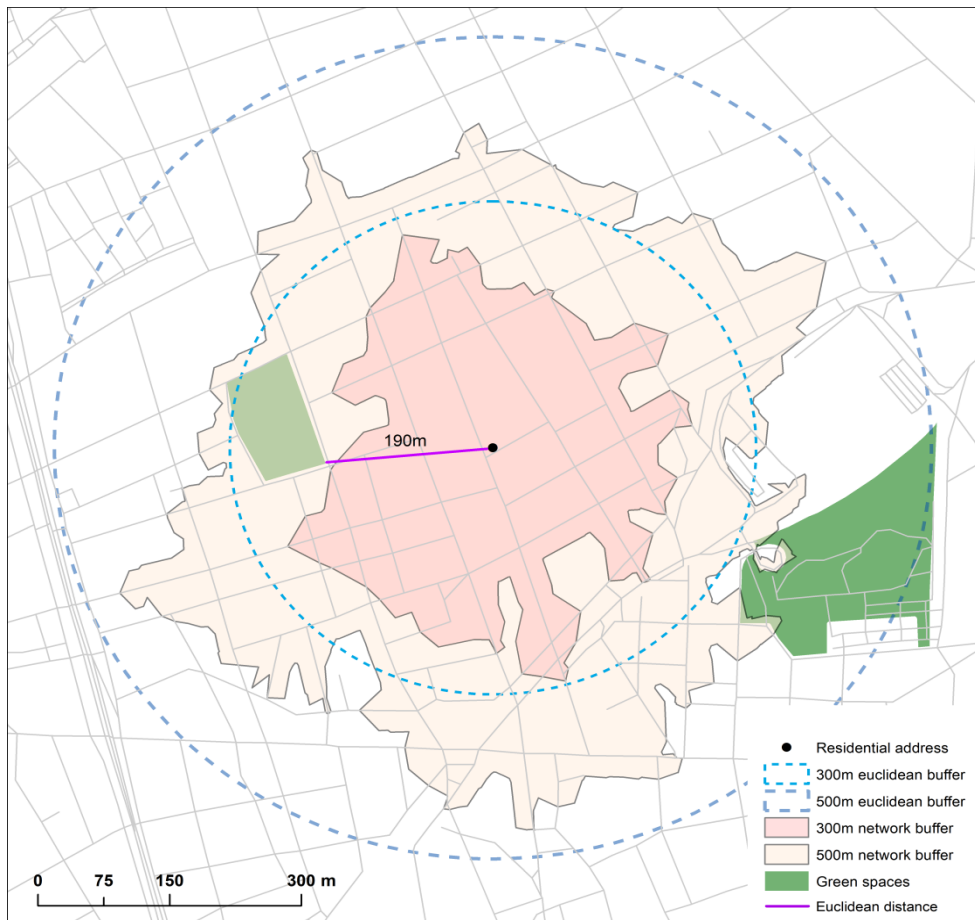 190m
Residential address
300m euclidean buffer
500m euclidean buffer
300m network buffer
500m network buffer
Green spaces
Euclidean distance
0 75 150 300 m